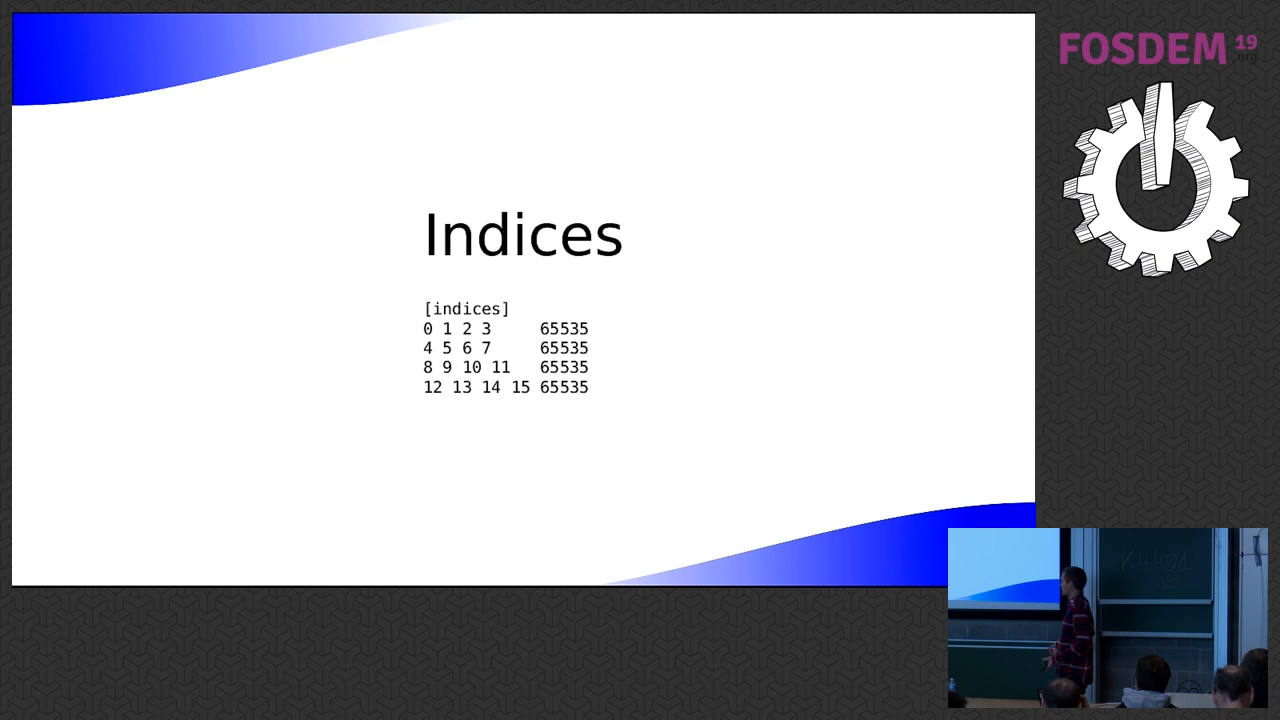 FOSDEM 19
.org
Indices
[indices]
0 1 2 3 65535
4 5 6 7 65535
8 9 10 11 65535
12 13 14 15 65535
K4401